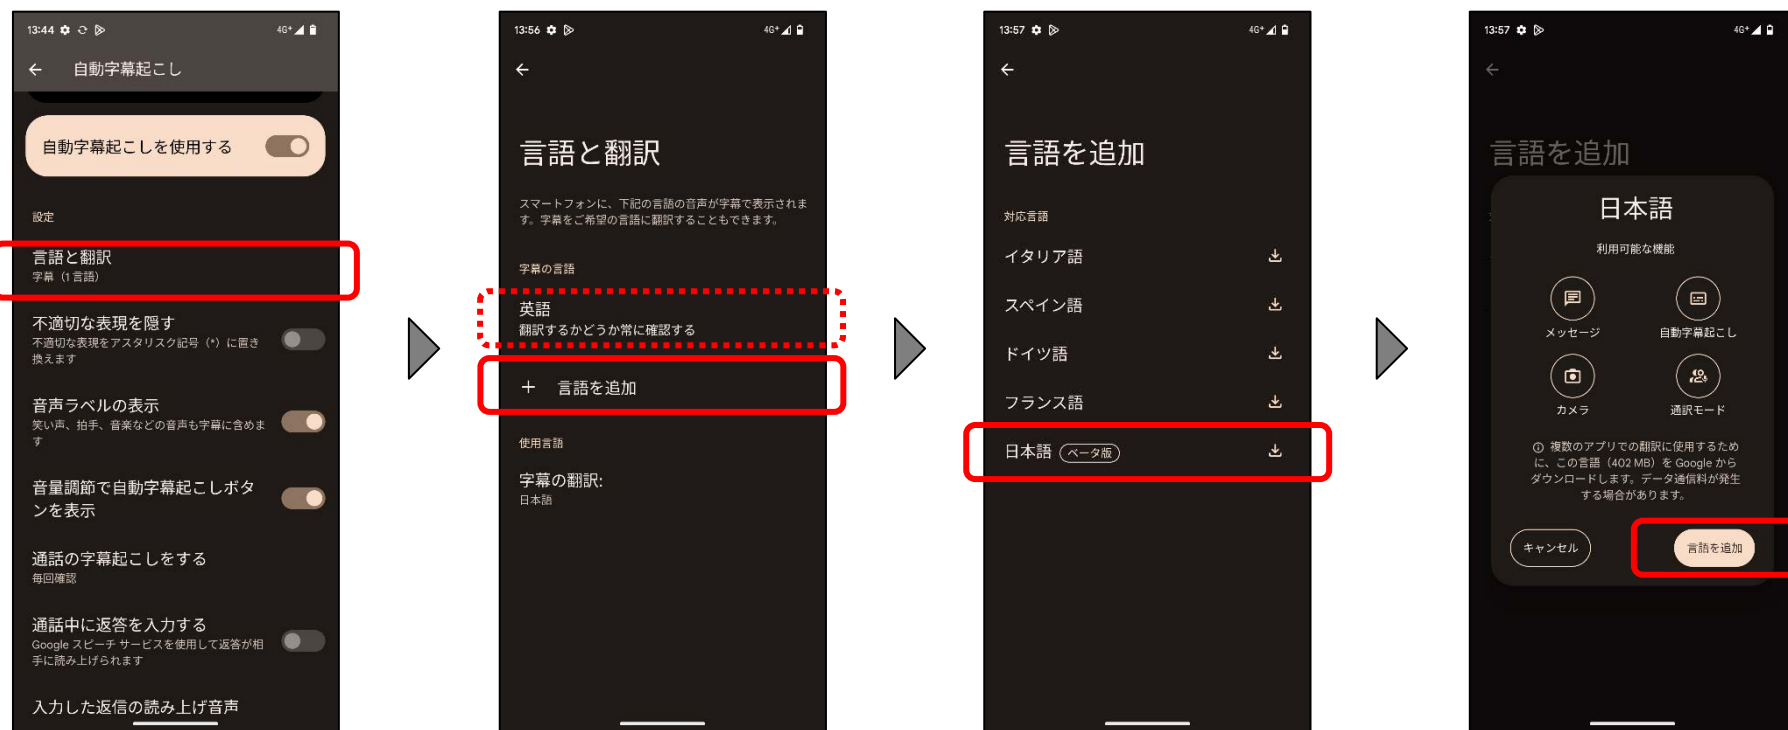 13:44
4G+
自動字幕起こし
自動字幕起こしを使用する
設定
言語と翻訳
字幕（1言語）
不適切な表現を隠す
不適切な表現をアスタリスク記号（*）に置き
換えます
音声ラベルの表示
笑い声、拍手、音楽などの音声も字幕に含めま
す
音量調節で自動字幕起こしボタ
ンを表示
通話の字幕起こしをする
毎回確認
通話中に返答を入力する
Google スピーチ サービスを使用して返答が相
手に読み上げられます
入力した返信の読み上げ音声
13:56
4G+
言語と翻訳
スマートフォンに、下記の言語の音声が字幕で表示されま
す。字幕をご希望の言語に翻訳することもできます。
字幕の言語
英語
翻訳するかどうか常に確認する
+ 言語を追加
使用言語
字幕の翻訳:
日本語
13:57
4G+
言語を追加
対応言語
イタリア語
スペイン語
ドイツ語
フランス語
日本語 ベータ版
13:57
4G+
言語を追加
日本語
利用可能な機能
メッセージ
自動字幕起こし
カメラ
通訳モード
複数のアプリでの翻訳に使用するため
に、この言語（402 MB）を Google から
ダウンロードします。データ通信料が発生
する場合があります。
キャンセル
言語を追加